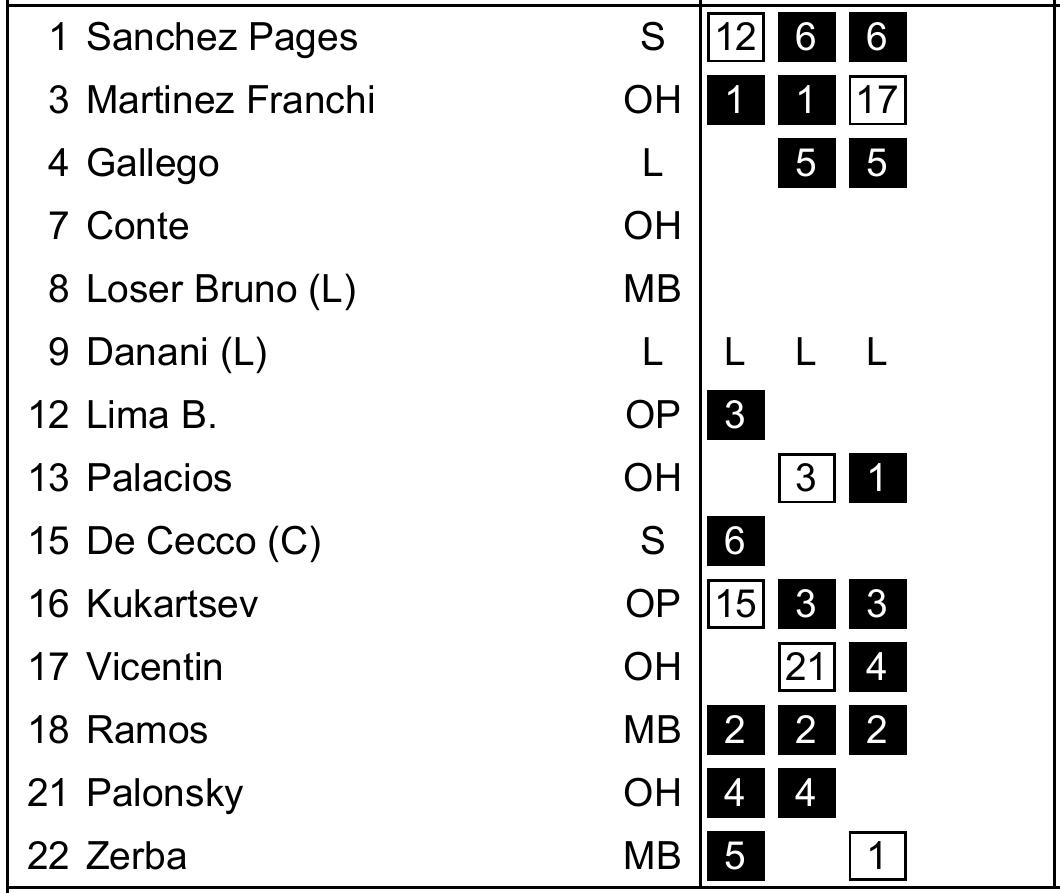 1 Sanchez Pages S 12 6 6
3 Martinez Franchi OH 1 1 17
4 Gallego L 5 5
7 Conte OH
8 Loser Bruno (L) MB
9 Danani (L) L L L L
12 Lima B. OP 3
13 Palacios OH 3 1
15 De Cecco (C) S 6
16 Kukartsev OP 15 3 3
17 Vicentin OH 21 4
18 Ramos MB 2 2 2
21 Palonsky OH 4 4
22 Zerba MB 5 1